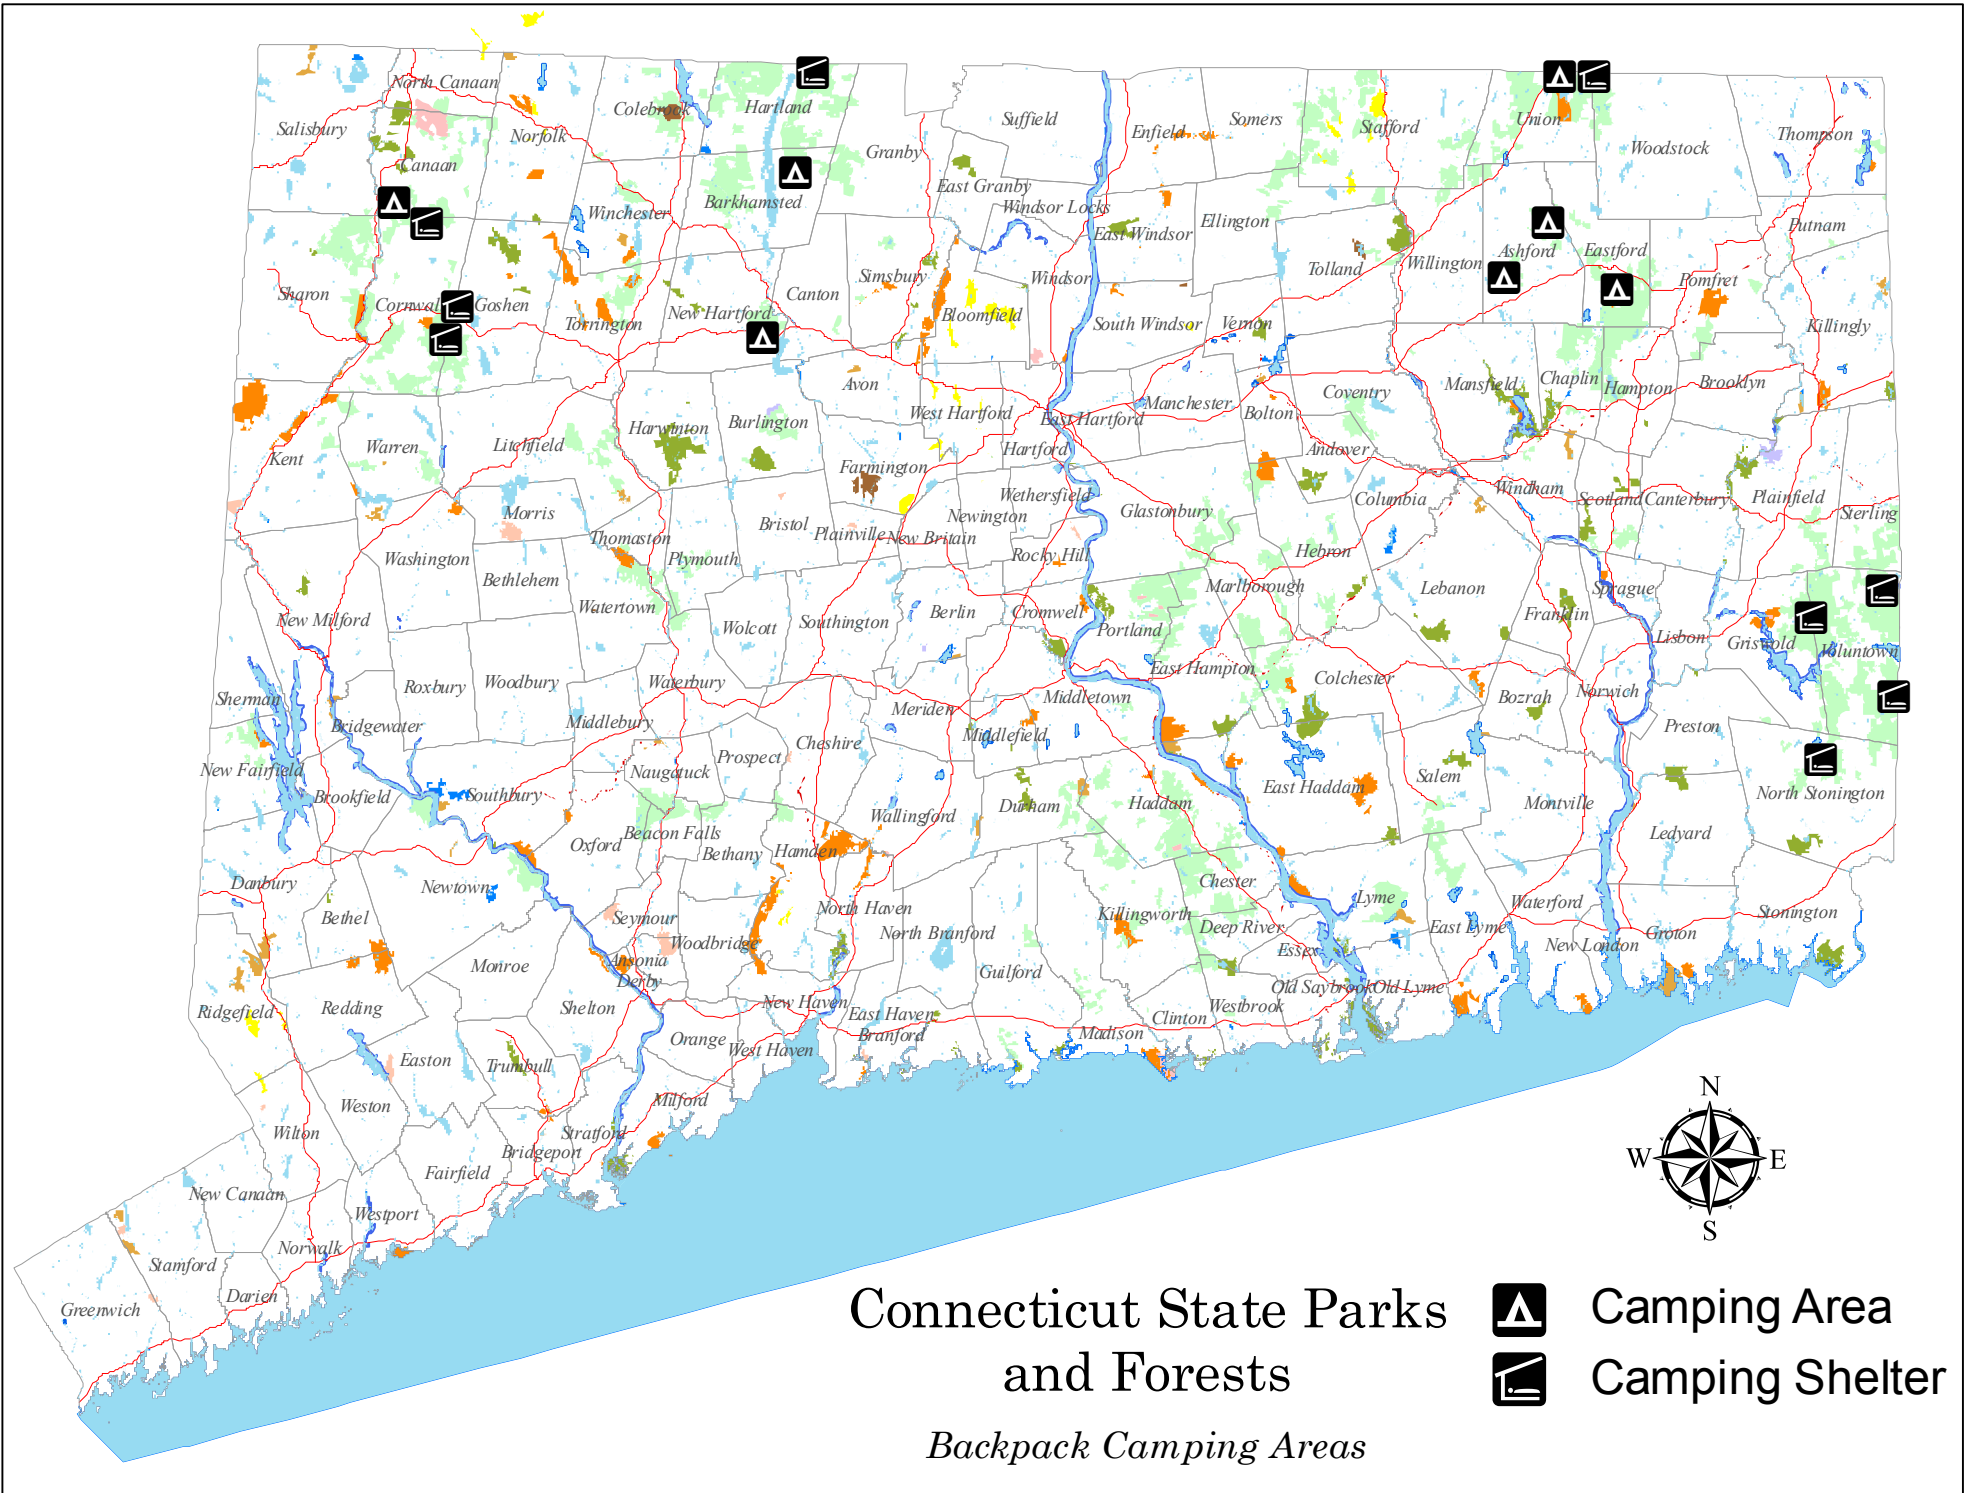 North Canaan
Salisbury
Canaan
Norfolk
Colebrook
Hartland
Granby
Suffield
Enfield
Somers
Stafford
Union
Woodstock
Thompson
East Granby
Windsor Locks
Barkhamsted
Winchester
East Windsor
Ellington
Tolland
Willington
Ashford
Eastford
Pomfret
Putnam
Sharon
Cornwall
Goshen
Torrington
New Hartford
Canton
Simsbury
Bloomfield
Windsor
South Windsor
Vernon
Killingly
Kent
Warren
Litchfield
Harwinton
Burlington
Avon
West Hartford
Hartford
East Hartford
Manchester
Bolton
Coventry
Andover
Mansfield
Chaplin
Hampton
Brooklyn
Farmington
Wethersfield
Glastonbury
Columbia
Windham
Scotland
Canterbury
Plainfield
Sterling
Washington
Morris
Bethlehem
Thomaston
Plymouth
Bristol
Plainville
New Britain
Newington
Rocky Hill
Hebron
Marlborough
Lebanon
Franklin
Sprague
Lisbon
Griswold
Voluntown
New Milford
Watertown
Wolcott
Southington
Berlin
Cromwell
Portland
East Hampton
Colchester
Bozrah
Norwich
Preston
Sherman
Bridgewater
Roxbury
Woodbury
Middlebury
Waterbury
Meriden
Middlefield
Middletown
New Fairfield
Brookfield
Southbury
Naugatuck
Prospect
Cheshire
Wallingford
Durham
Haddam
East Haddam
Salem
Montville
Ledyard
North Stonington
Danbury
Bethel
Newtown
Oxford
Beacon Falls
Bethany
Hamden
North Haven
North Branford
Guilford
Killingworth
Chester
Deep River
Essex
Lyme
East Lyme
Waterford
New London
Groton
Stonington
Seymour
Woodbridge
Ansonia
Derby
Monroe
Shelton
Ridgefield
Redding
Easton
Trumbull
Orange
New Haven
West Haven
East Haven
Branford
Madison
Clinton
Westbrook
Old Saybrook
Old Lyme
Weston
Wilton
Milford
Stratford
Bridgeport
Fairfield
New Canaan
Westport
Norwalk
Stamford
Darien
Greenwich
N
W
E
S
Connecticut State Parks
and Forests
Backpack Camping Areas
Camping Area
Camping Shelter